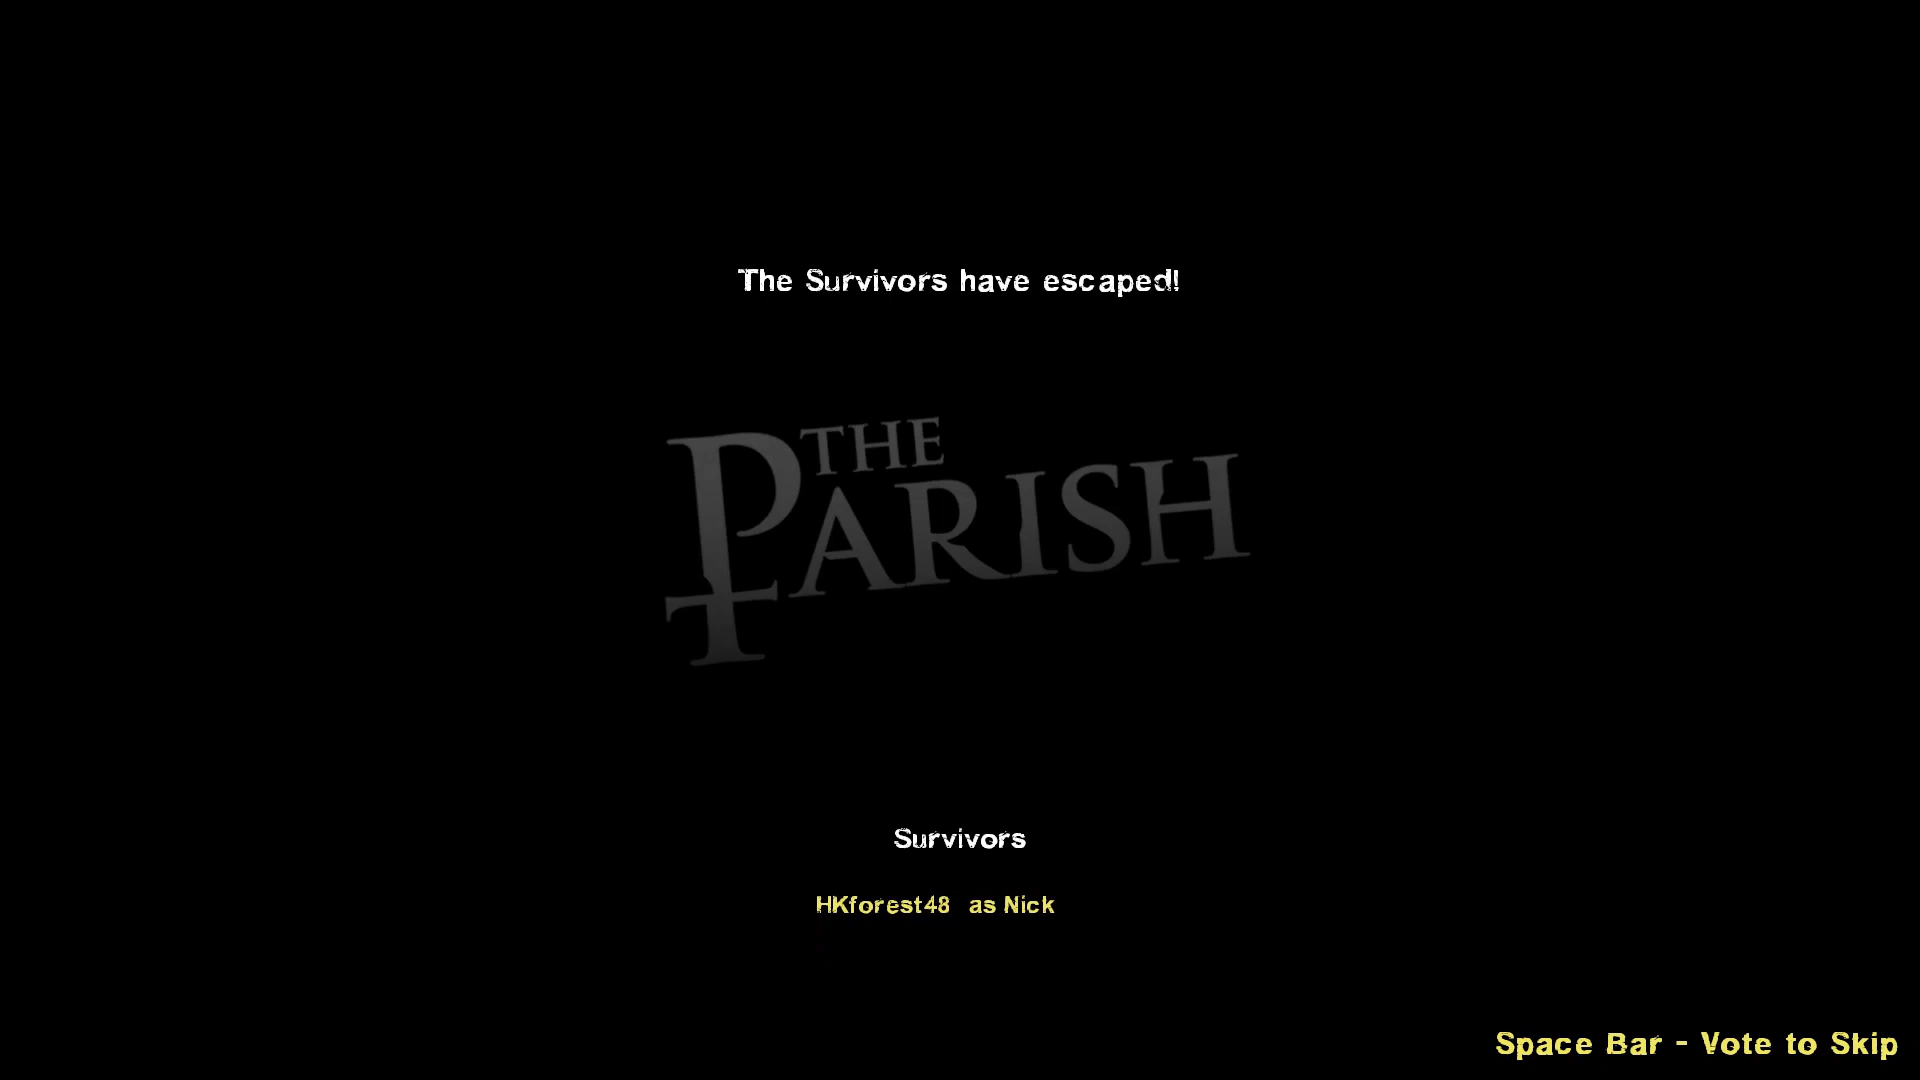 The Survivors have escaped!
THE
PARISH
Survivors
HKforest48 as Nick
Space Bar - Vote to Skip